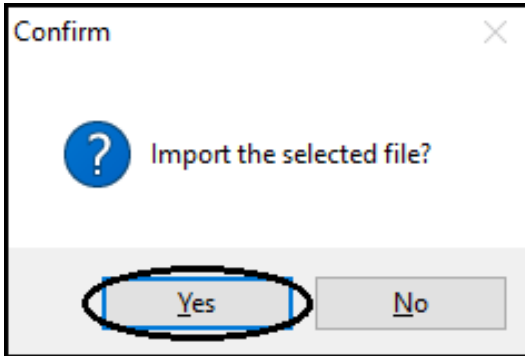 Confirm
Import the selected file?
Yes
No